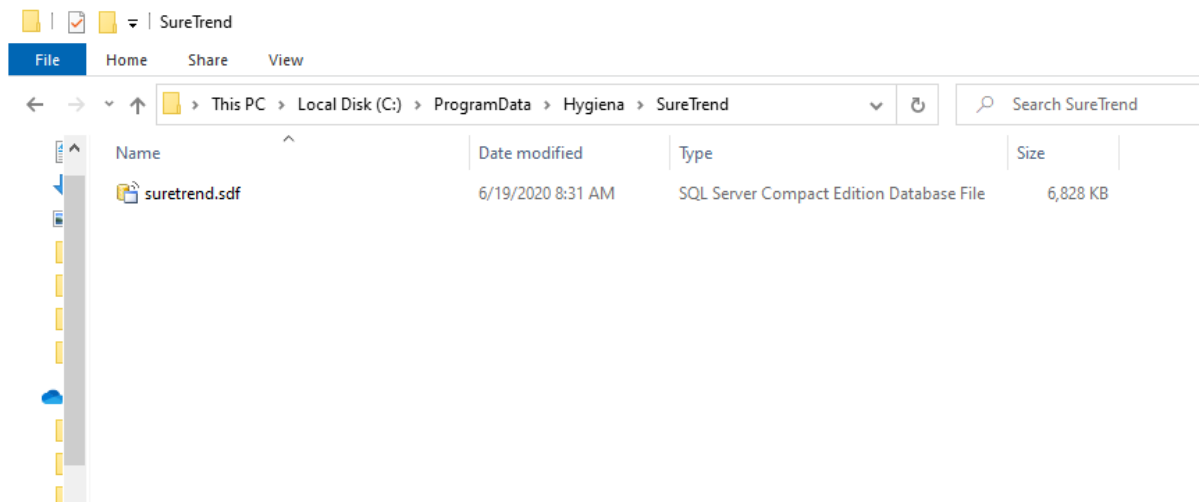 SureTrend
File Home Share View
This PC Local Disk (C:) ProgramData Hygiena SureTrend Search SureTrend
Name Date modified Type Size
suretrend.sdf 6/19/2020 8:31 AM SQL Server Compact Edition Database File 6,828 KB